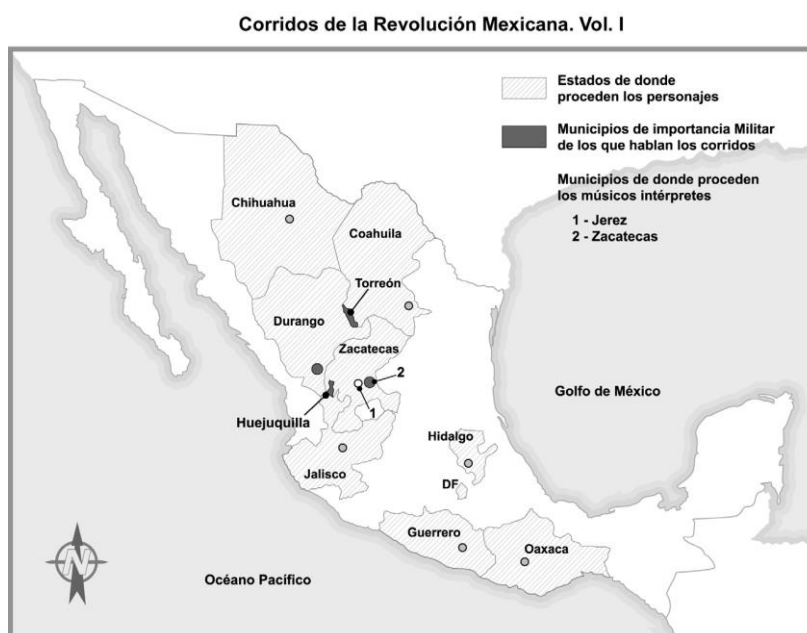 Corridos de la Revolución Mexicana. Vol. I
Estados de donde
proceden los personajes
Municipios de importancia Militar
de los que hablan los corridos
Municipios de donde proceden
los músicos intérpretes
1 - Jerez
2 - Zacatecas
Chihuahua
Coahuila
Torreón
Durango
Zacatecas
2
Golfo de México
Huejuquilla
1
Hidalgo
Jalisco
DF
Guerrero
Oaxaca
N
Océano Pacífico